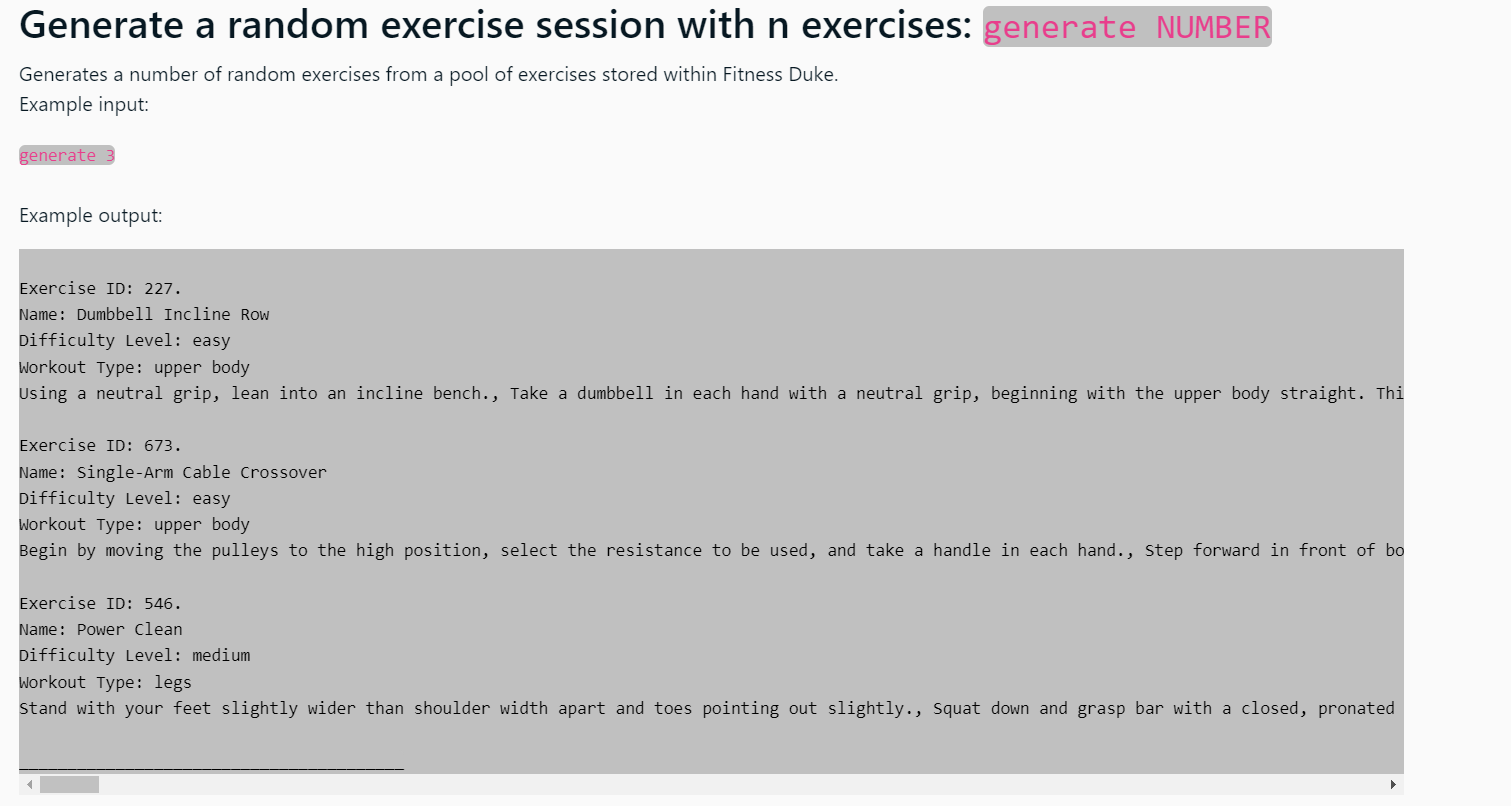 Generate a random exercise session with n exercises: generate NUMBER
Generates a number of random exercises from a pool of exercises stored within Fitness Duke.
Example input:
generate 3
Example output:
Exercise ID: 227.
Name: Dumbbell Incline Row
Difficulty Level: easy
Workout Type: upper body
Using a neutral grip, lean into an incline bench., Take a dumbbell in each hand with a neutral grip, beginning with the upper body straight. Thi
Exercise ID: 673.
Name: Single-Arm Cable Crossover
Difficulty Level: easy
Workout Type: upper body
Begin by moving the pulleys to the high position, select the resistance to be used, and take a handle in each hand., Step forward in front of bo
Exercise ID: 546.
Name: Power Clean
Difficulty Level: medium
Workout Type: legs
Stand with your feet slightly wider than shoulder width apart and toes pointing out slightly., Squat down and grasp bar with a closed, pronated
________________________________________